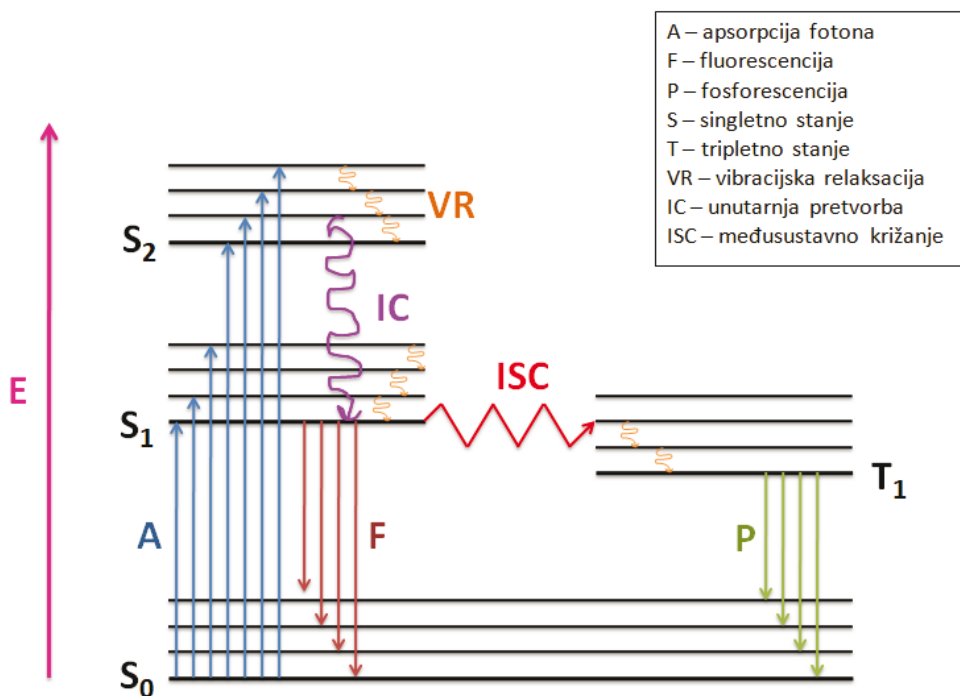 A – apsorpcija fotona
F – fluorescencija
P – fosforescencija
S – singletno stanje
T – tripletno stanje
VR – vibracijska relaksacija
IC – unutarnja pretvorba
ISC – međusustavno križanje
VR
S2
IC
E
ISC
S1
T1
A
F
P
S0